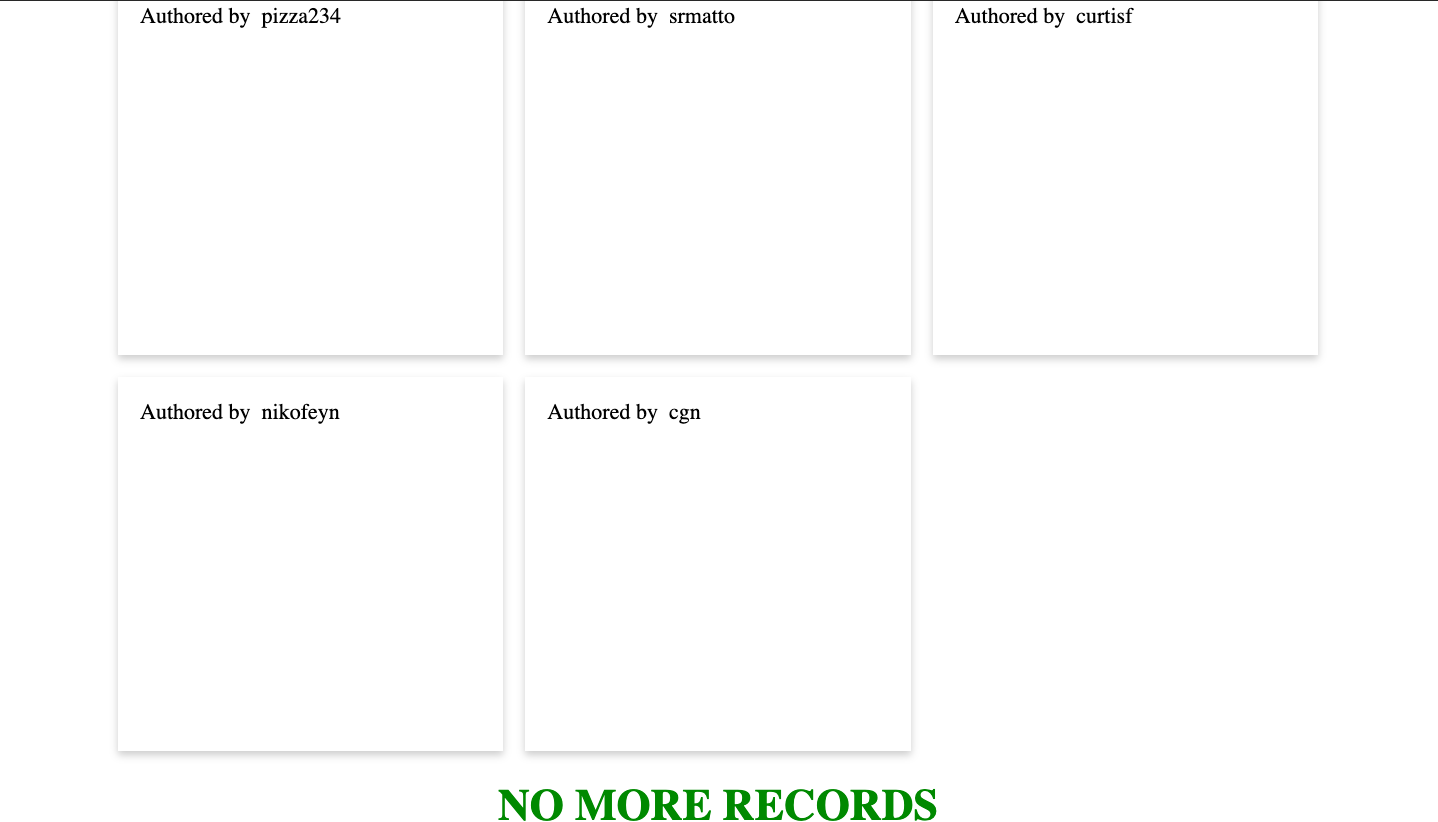 Authored by pizza234
Authored by srmatto
Authored by curtisf
Authored by nikofeyn
Authored by cgn
NO MORE RECORDS